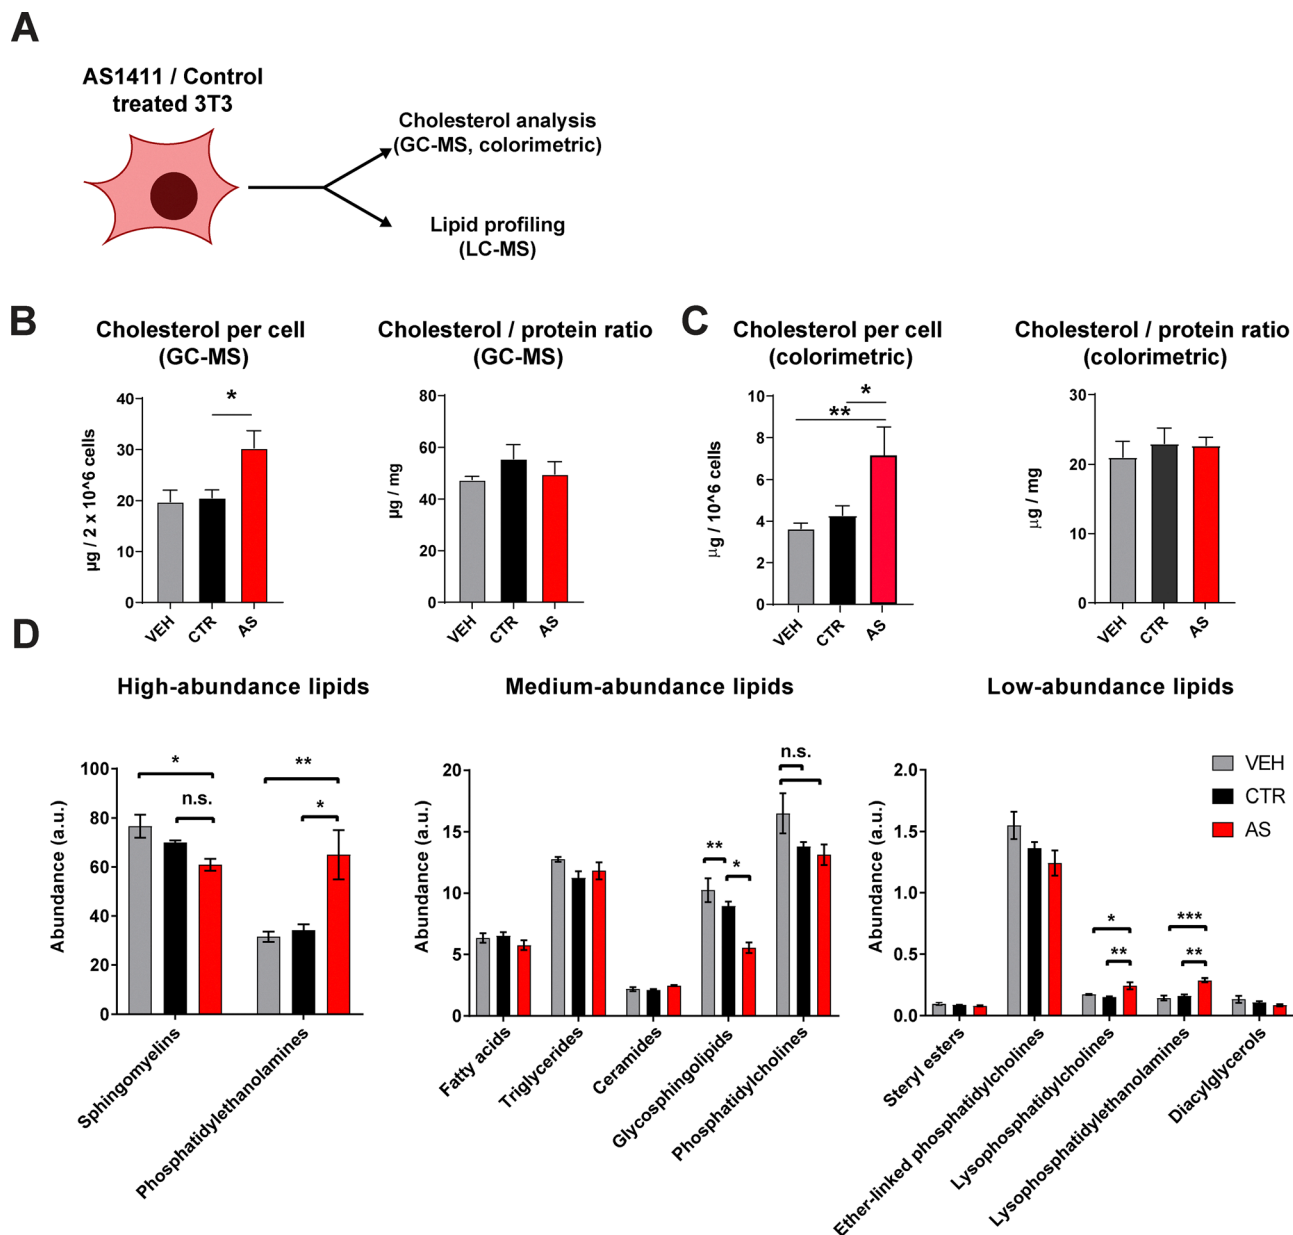 A
AS1411 / Control
treated 3T3
Cholesterol analysis
(GC-MS, colorimetric)
Lipid profiling
(LC-MS)
B
Cholesterol per cell
(GC-MS)
µg / 2 x 10^6 cells
40
30
20
10
0
*
VEH
CTR
AS
Cholesterol / protein ratio
(GC-MS)
µg / mg
80
60
40
20
0
VEH
CTR
AS
C
Cholesterol per cell
(colorimetric)
µg / 10^6 cells
10
8
6
4
2
0
*
**
VEH
CTR
AS
Cholesterol / protein ratio
(colorimetric)
µg / mg
30
20
10
0
VEH
CTR
AS
D
High-abundance lipids
Abundance (a.u.)
100
80
60
40
20
0
*
n.s.
**
*
Sphingomyelins
Phosphatidylethanolamines
Medium-abundance lipids
Abundance (a.u.)
20
15
10
5
0
**
*
n.s.
Fatty acids
Triglycerides
Ceramides
Glycosphingolipids
Phosphatidylcholines
Low-abundance lipids
Abundance (a.u.)
2.0
1.5
1.0
0.5
0.0
*
**
***
**
Steryl esters
Ether-linked phosphatidylcholines
Lysophosphatidylcholines
Lysophosphatidylethanolamines
Diacylglycerols
VEH
CTR
AS